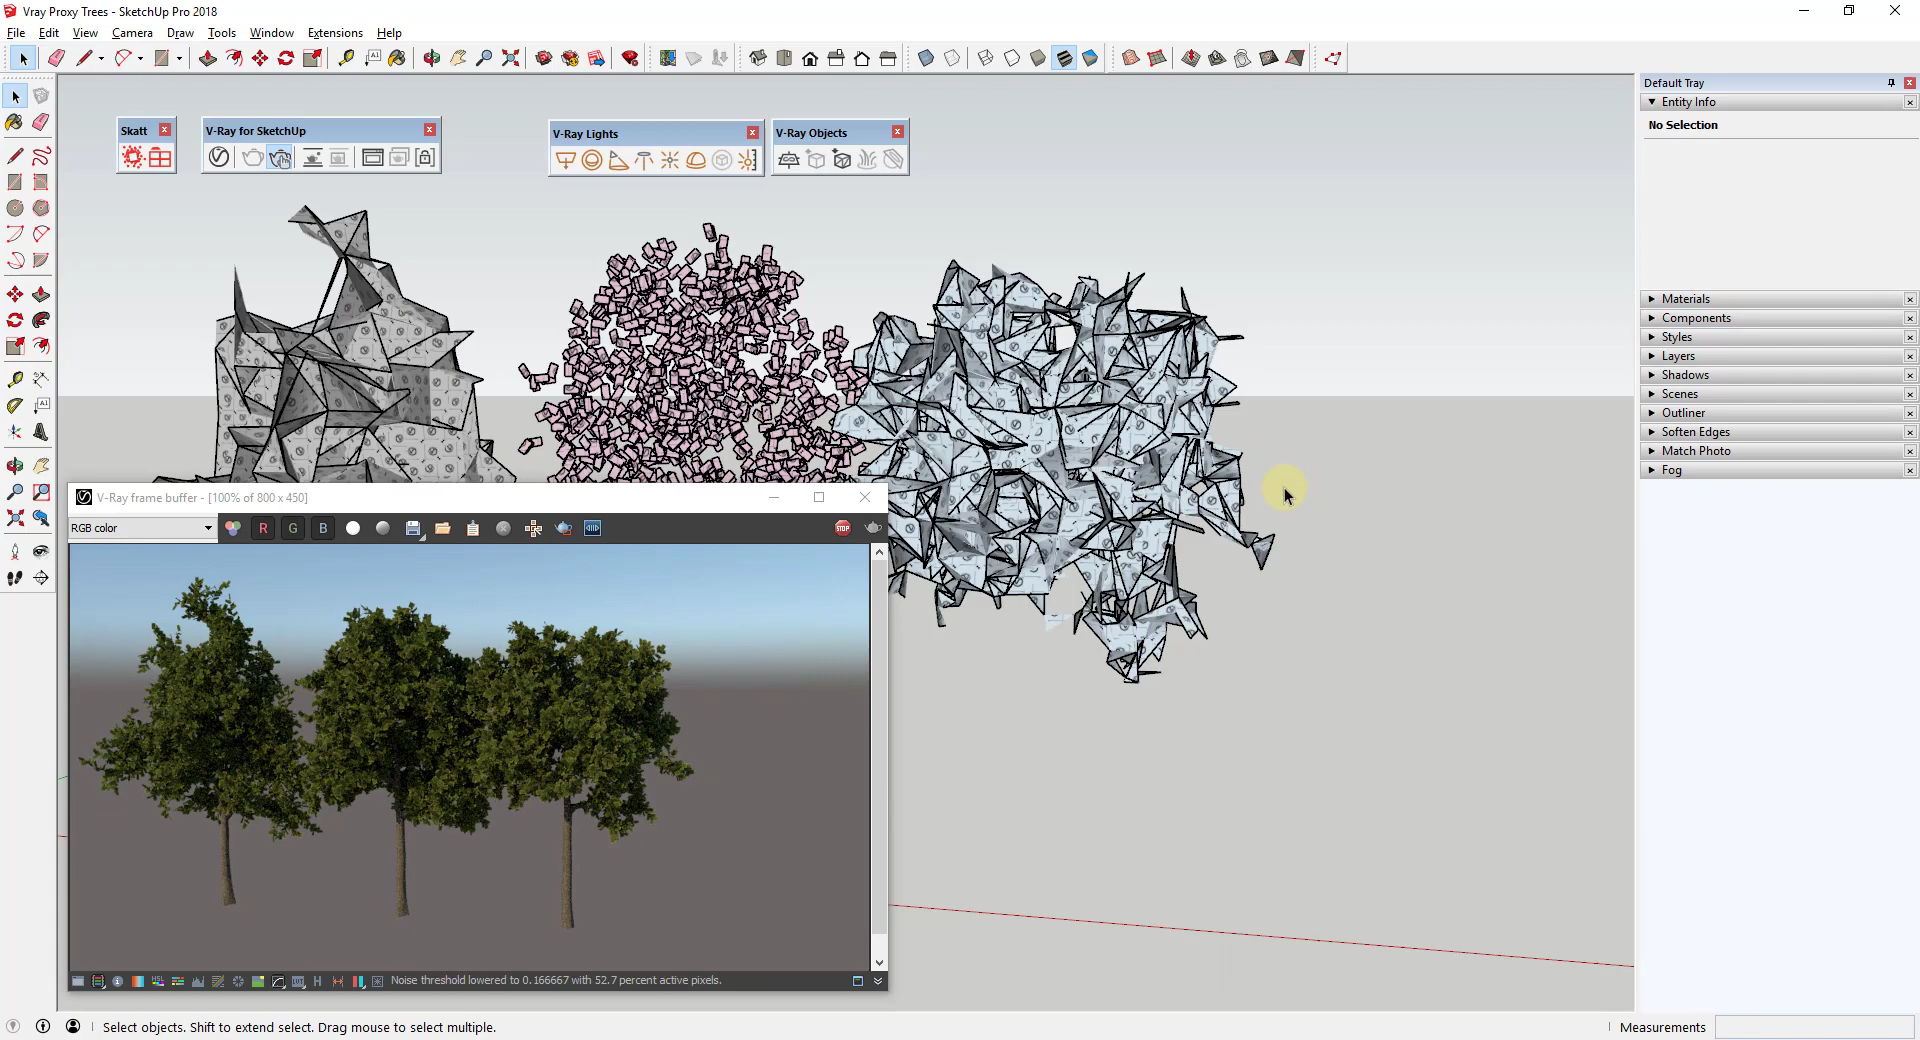 Vray Proxy Trees - SketchUp Pro 2018
File Edit View Camera Draw Tools Window Extensions Help
Default Tray
Entity Info
No Selection
Skatt
V-Ray for SketchUp
V-Ray Lights
V-Ray Objects
Materials
Components
Styles
Layers
Shadows
Scenes
Outliner
Soften Edges
Match Photo
Fog
V-Ray frame buffer - [100% of 800 x 450]
RGB color
R G B
STOP
HSL
H
Noise threshold lowered to 0.166667 with 52.7 percent active pixels.
Select objects. Shift to extend select. Drag mouse to select multiple.
Measurements